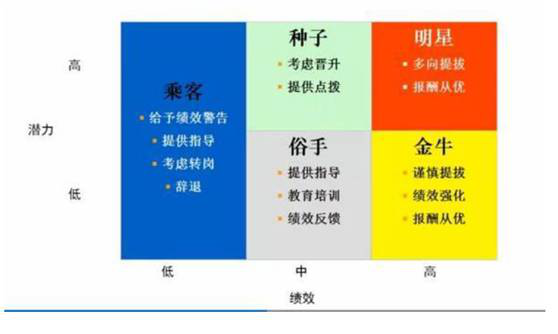 种子
• 考虑晋升
• 提供点拨
明星
• 多向提拔
• 报酬从优
高
乘客
• 给予绩效警告
• 提供指导
• 考虑转岗
• 辞退
潜力
俗手
• 提供指导
• 教育培训
• 绩效反馈
金牛
• 谨慎提拔
• 绩效强化
• 报酬从优
低
低
中
高
绩效